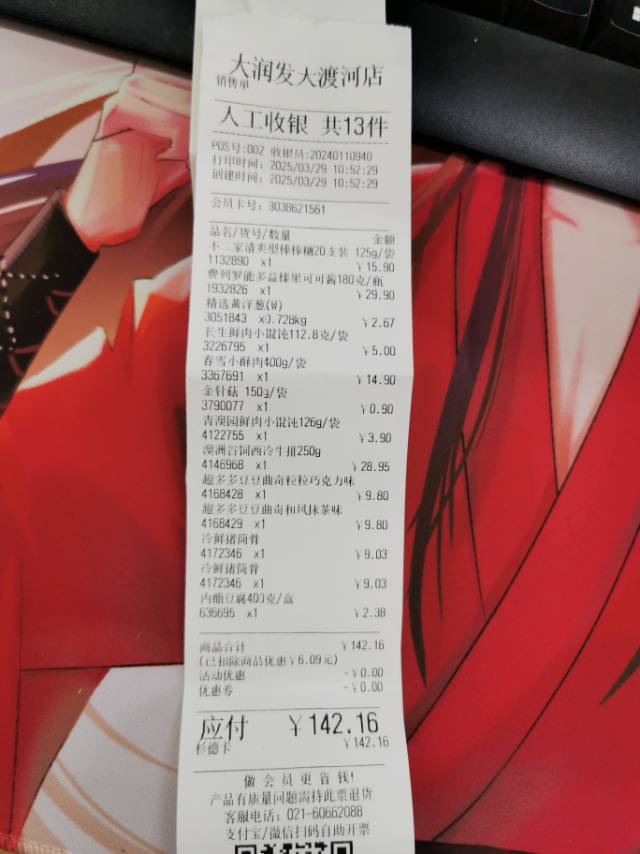 大润发大渡河店
销售单
人工收银 共13件
POS号:002 收银员:20240110940
打印时间: 2025/03/29 10:52:29
创建时间: 2025/03/29 10:52:29
会员卡号: 3038621561
品名/货号/数量 金额
不二家清爽型棒棒糖20支装 125g/袋
1132890 x1 ¥15.90
费列罗能多益榛果可可酱180克/瓶
1932826 x1 ¥29.90
精选黄洋葱(W)
3051843 x0.728kg ¥2.67
长生鲜肉小馄饨112.8克/袋
3226795 x1 ¥5.00
春雪小酥肉400g/袋
3367691 x1 ¥14.90
金针菇 150g/袋
3790077 x1 ¥0.90
青澳园鲜肉小馄饨126g/袋
4122755 x1 ¥3.90
澳洲谷饲西冷牛排250g
4146968 x1 ¥28.95
趣多多豆豆曲奇粒粒巧克力味
4168428 x1 ¥9.80
趣多多豆豆曲奇和风抹茶味
4168429 x1 ¥9.80
冷鲜猪筒骨
4172346 x1 ¥9.03
冷鲜猪筒骨
4172346 x1 ¥9.03
内酯豆腐400克/盒
636695 x1 ¥2.38
商品合计 ¥142.16
(已扣除商品优惠¥6.09元)
活动优惠 -¥0.00
优惠券 -¥0.00
应付 ¥142.16
杉德卡 ¥142.16
做会员更省钱!
产品有质量问题需持此票退货
客服电话: 021-60662088
支付宝/微信扫码自助开票